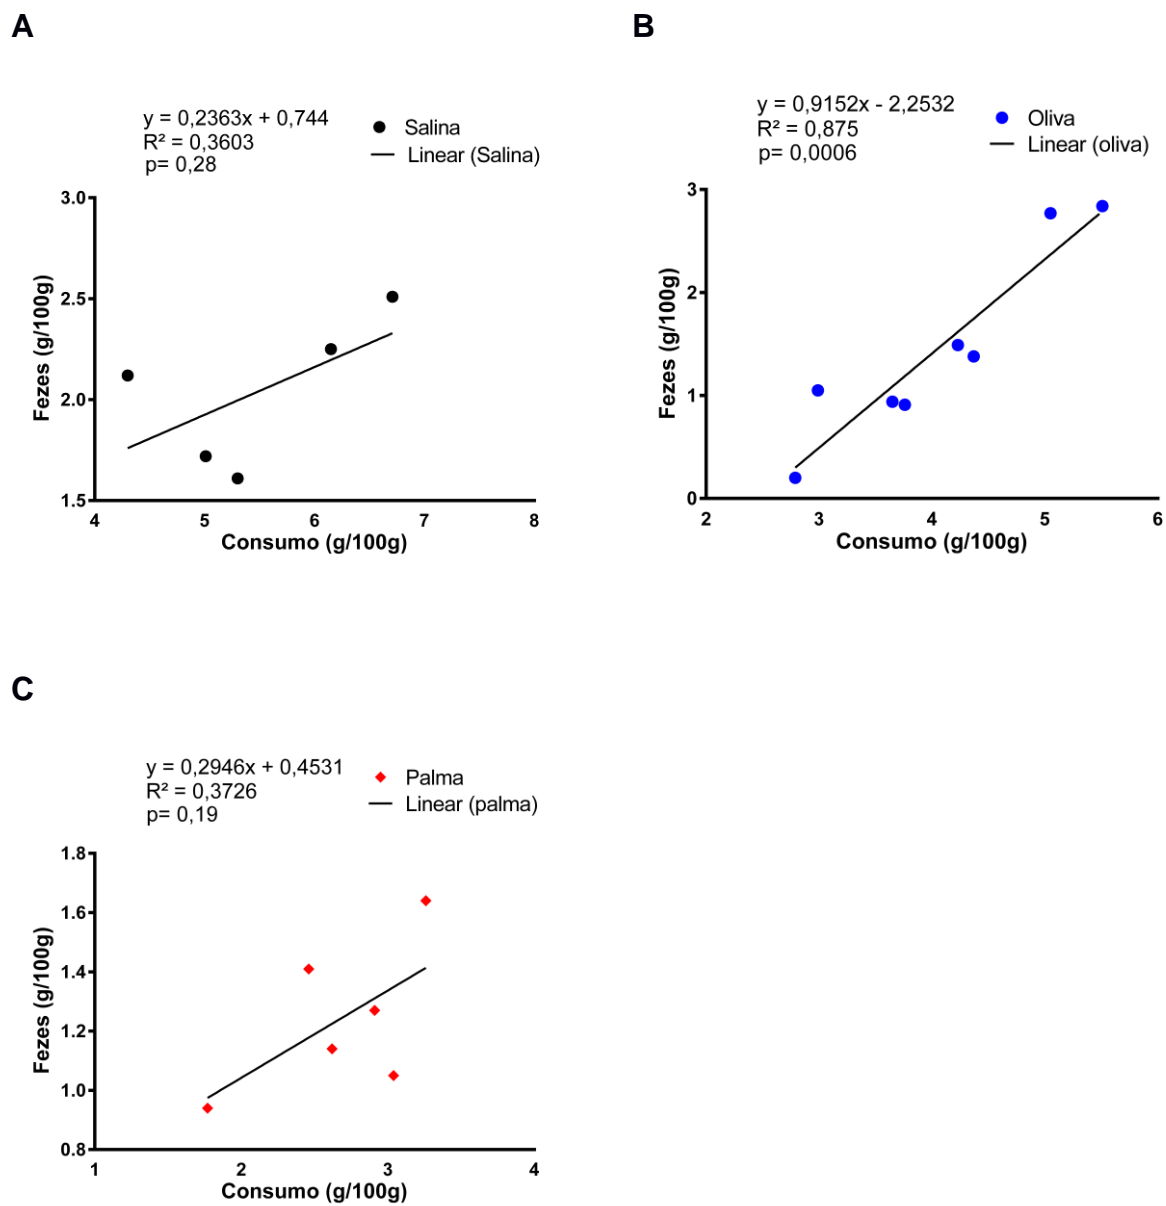 A
y = 0,2363x + 0,744
R² = 0,3603
p= 0,28
Salina
Linear (Salina)
3.0
2.5
2.0
1.5
Fezes (g/100g)
4 5 6 7 8
Consumo (g/100g)
B
y = 0,9152x - 2,2532
R² = 0,875
p= 0,0006
Oliva
Linear (oliva)
3
2
1
0
Fezes (g/100g)
2 3 4 5 6
Consumo (g/100g)
C
y = 0,2946x + 0,4531
R² = 0,3726
p= 0,19
Palma
Linear (palma)
1.8
1.6
1.4
1.2
1.0
0.8
Fezes (g/100g)
1 2 3 4
Consumo (g/100g)